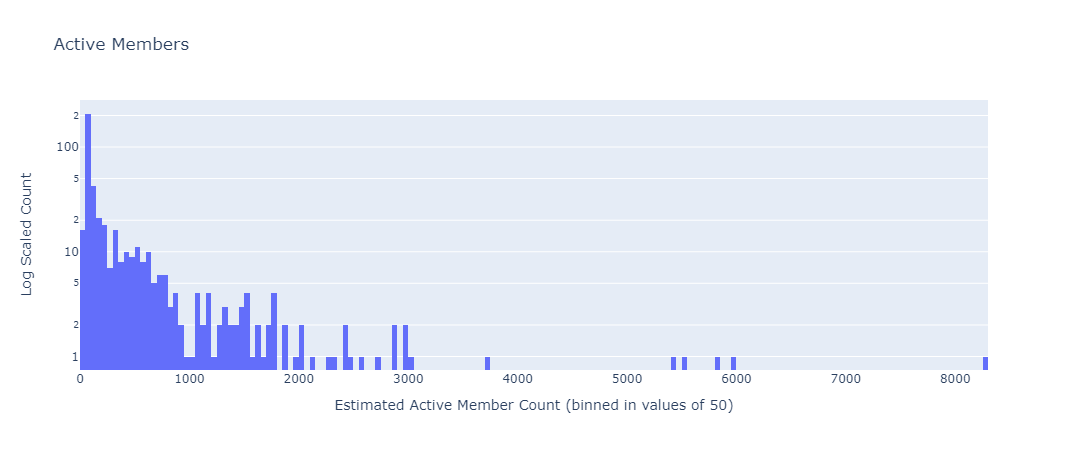 Active Members
Log Scaled Count
2
100
5
2
10
5
2
1
0 1000 2000 3000 4000 5000 6000 7000 8000
Estimated Active Member Count (binned in values of 50)